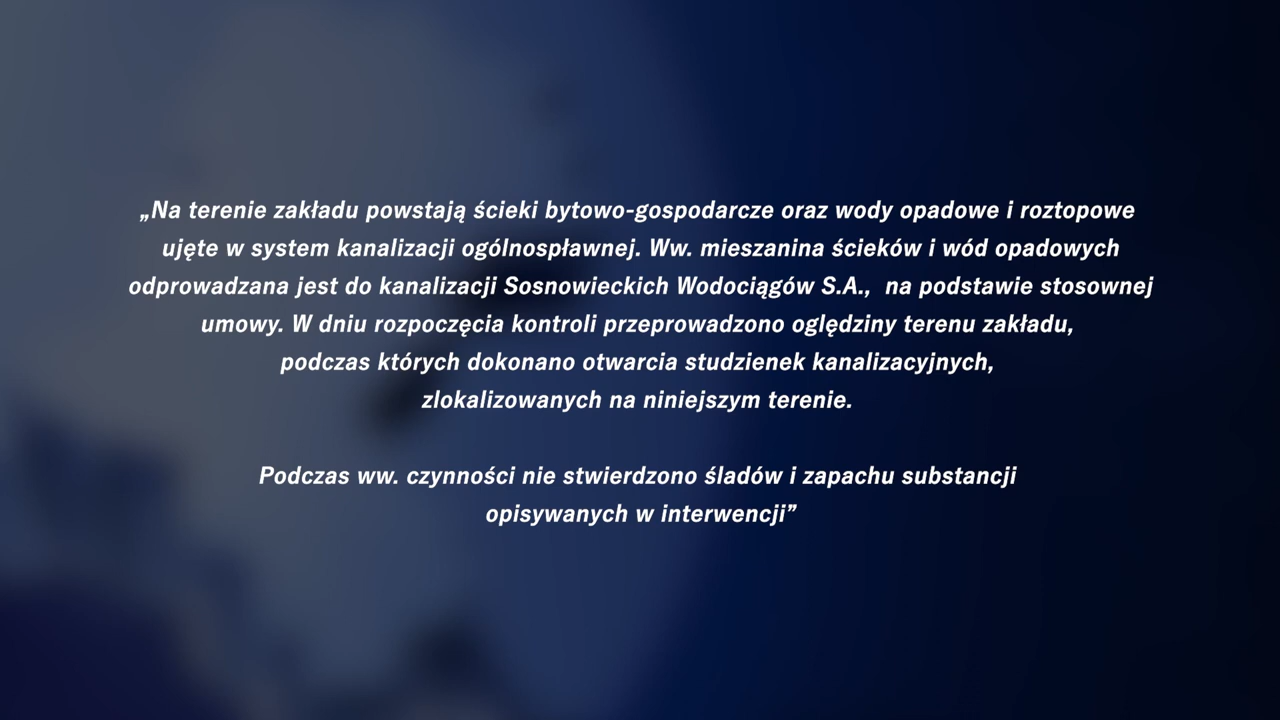 „Na terenie zakładu powstają ścieki bytowo-gospodarcze oraz wody opadowe i roztopowe
ujęte w system kanalizacji ogólnospławnej. Ww. mieszanina ścieków i wód opadowych
odprowadzana jest do kanalizacji Sosnowieckich Wodociągów S.A.,  na podstawie stosownej
umowy. W dniu rozpoczęcia kontroli przeprowadzono oględziny terenu zakładu,
podczas których dokonano otwarcia studzienek kanalizacyjnych,
zlokalizowanych na niniejszym terenie.
Podczas ww. czynności nie stwierdzono śladów i zapachu substancji
opisywanych w interwencji”